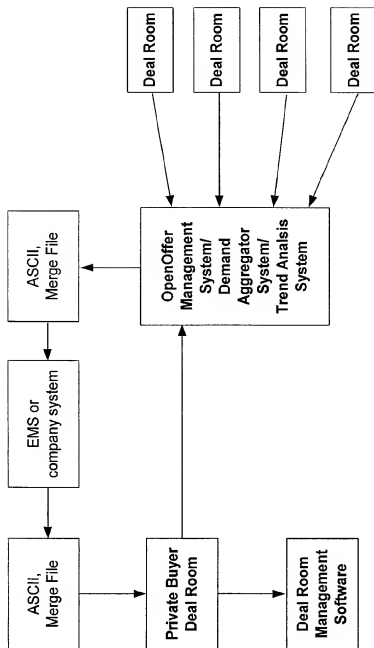 ASCII,
Merge File
EMS or
company system
ASCII,
Merge File
Private Buyer
Deal Room
Deal Room
Management
Software
OpenOffer
Management
System/
Demand
Aggregator
System/
Trend Analsis
System
Deal Room
Deal Room
Deal Room
Deal Room